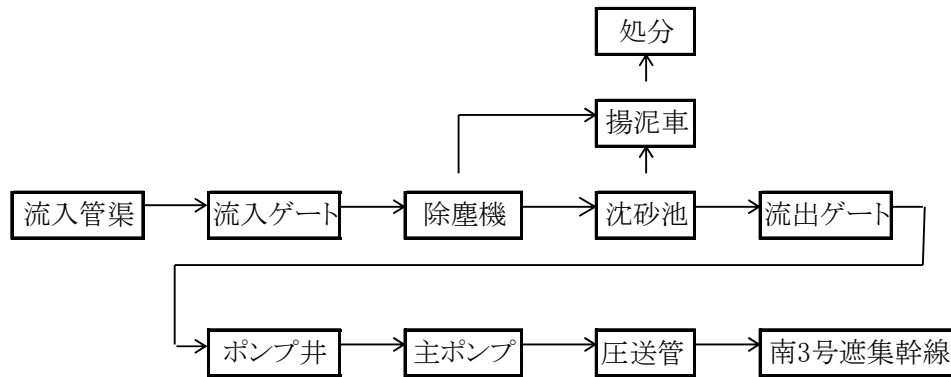 処分
揚泥車
流入管渠
流入ゲート
除塵機
沈砂池
流出ゲート
ポンプ井
主ポンプ
圧送管
南3号遮集幹線